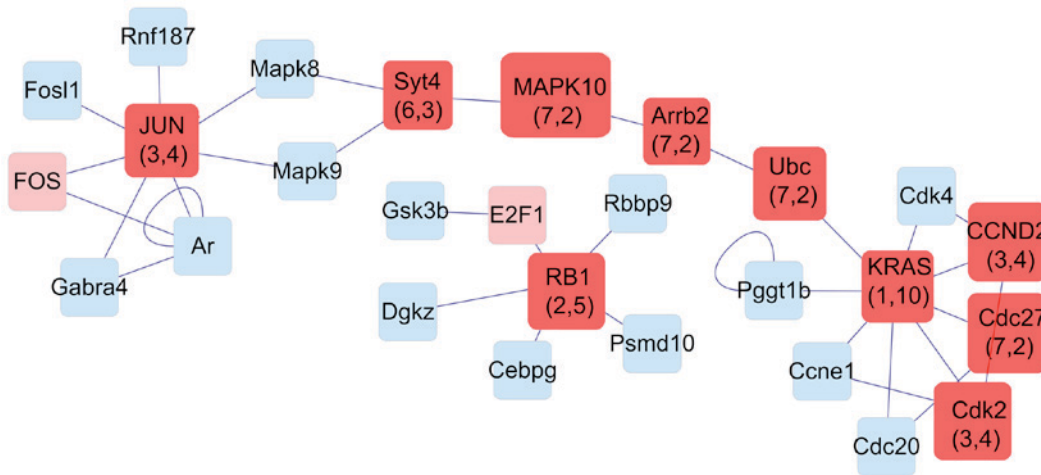 Rnf187
Fosl1
Mapk8
JUN
(3,4)
FOS
Mapk9
Ar
Gabra4
Syt4
(6,3)
MAPK10
(7,2)
Arrb2
(7,2)
Ubc
(7,2)
Gsk3b
E2F1
Rbbp9
RB1
(2,5)
Dgkz
Cebpg
Psmd10
Cdk4
CCND2
(3,4)
KRAS
(1,10)
Pggt1b
Cdc27
(7,2)
Ccne1
Cdk2
(3,4)
Cdc20